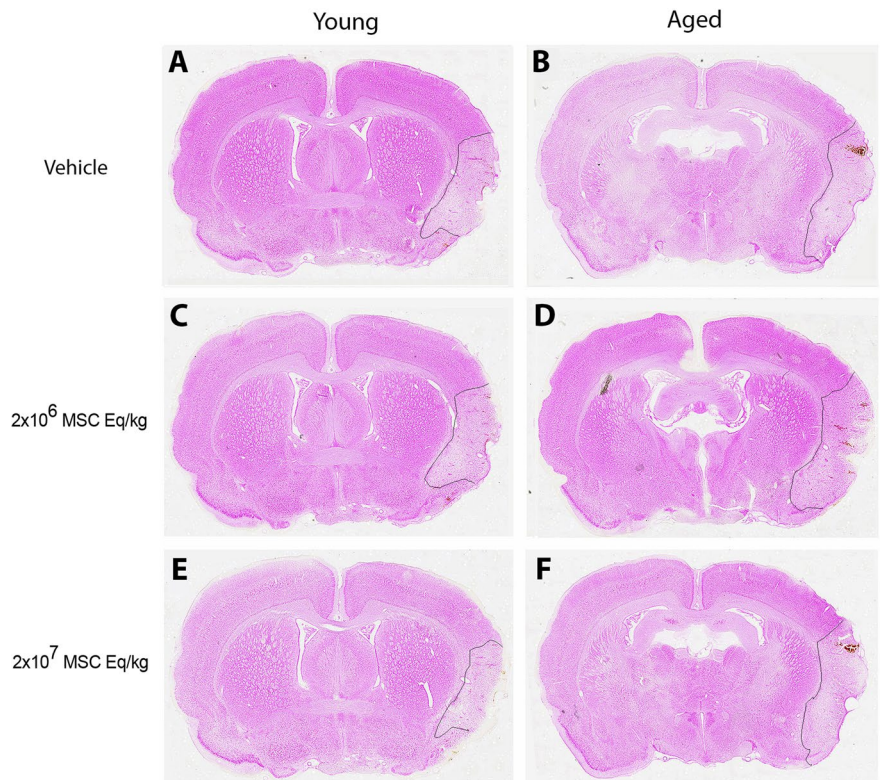 Young Aged
Vehicle
A B
2x10⁶ MSC Eq/kg
C D
2x10⁷ MSC Eq/kg
E F